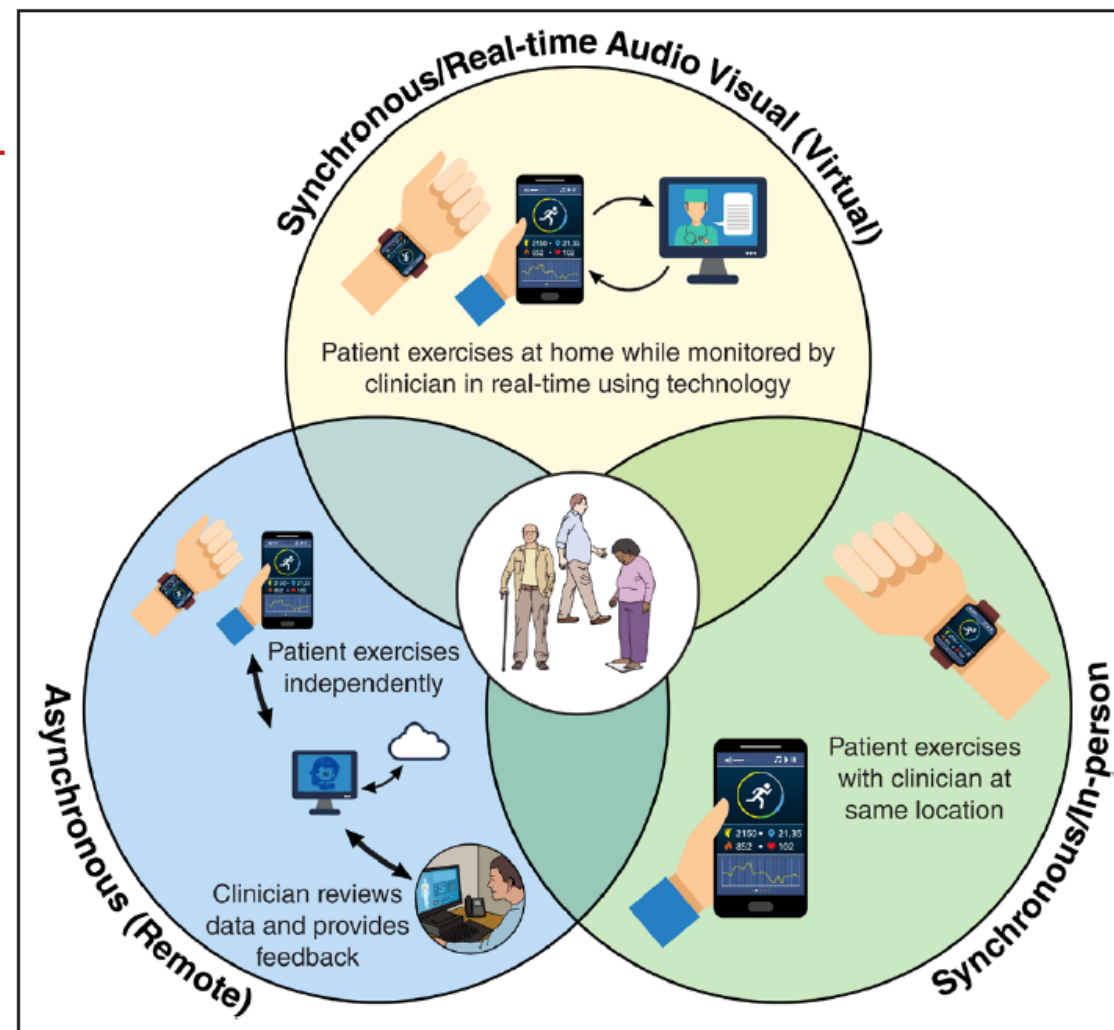 Synchronous/Real-time Audio Visual (Virtual)
2150 • 21,35
852 • 102
Patient exercises at home while monitored by
clinician in real-time using technology
2150 • 21,35
852 • 102
Patient exercises
independently
Clinician reviews
data and provides
feedback
Asynchronous (Remote)
2150 • 21,35
852 • 102
Patient exercises
with clinician at
same location
Synchronous/In-person